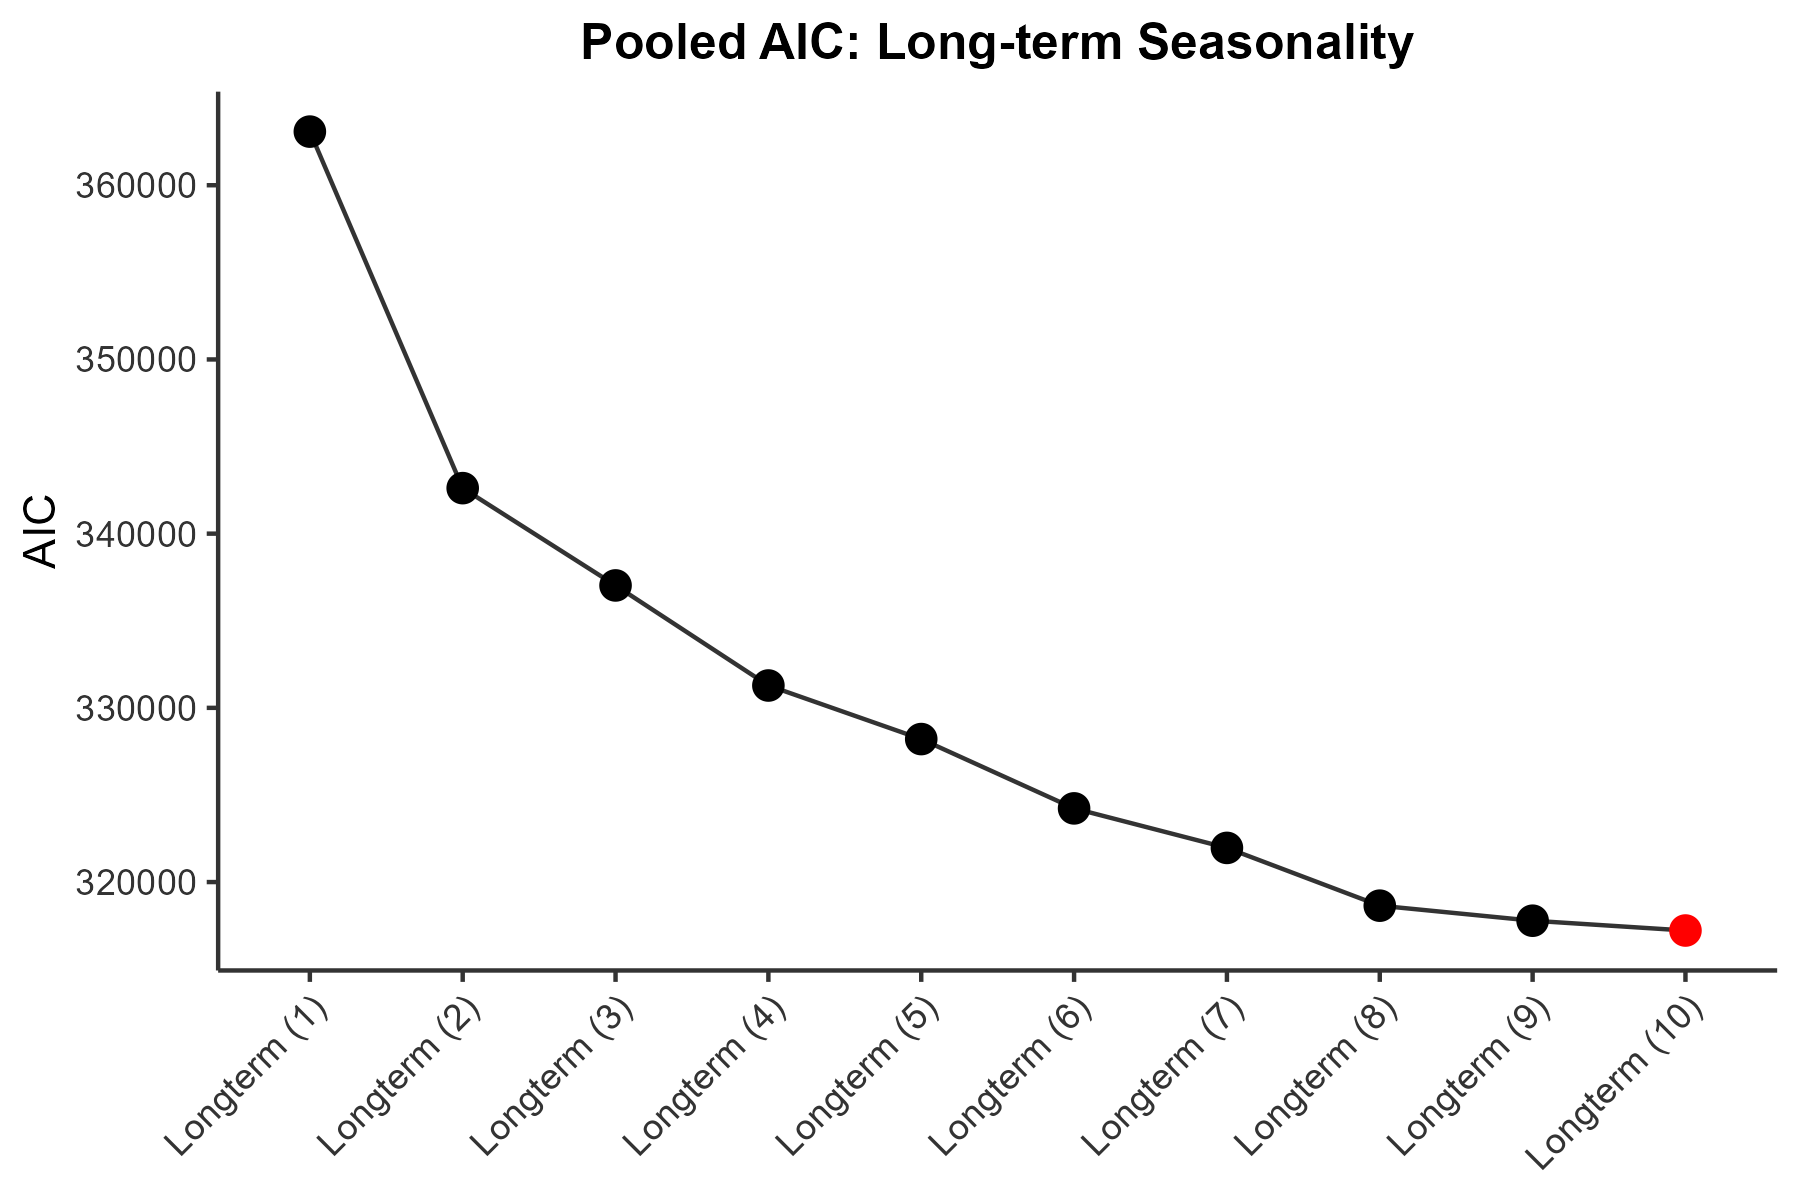 Pooled AIC: Long-term Seasonality
AIC
360000
350000
340000
330000
320000
Longterm (1)
Longterm (2)
Longterm (3)
Longterm (4)
Longterm (5)
Longterm (6)
Longterm (7)
Longterm (8)
Longterm (9)
Longterm (10)